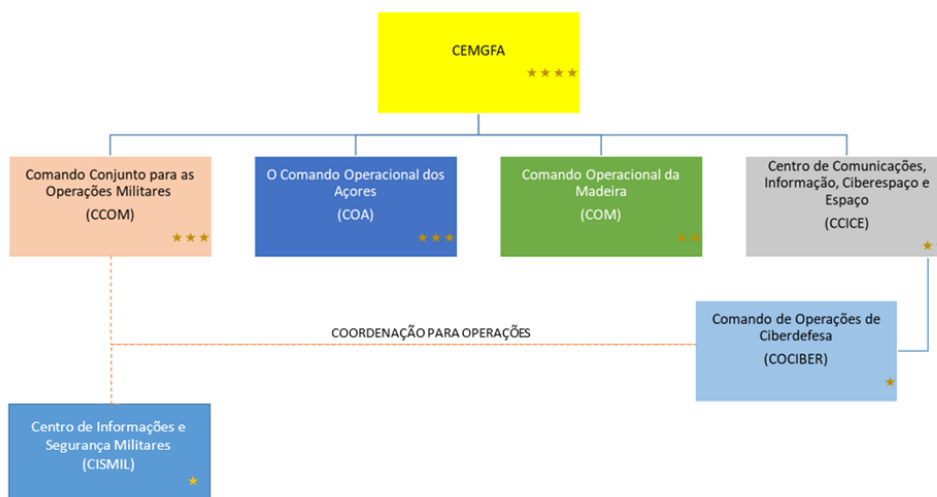 CEMGFA
Comando Conjunto para as
Operações Militares
(CCOM)
O Comando Operacional dos
Açores
(COA)
Comando Operacional da
Madeira
(COM)
Centro de Comunicações,
Informação, Ciberespaço e
Espaço
(CCICE)
COORDENAÇÃO PARA OPERAÇÕES
Comando de Operações de
Ciberdefesa
(COCIBER)
Centro de Informações e
Segurança Militares
(CISMIL)